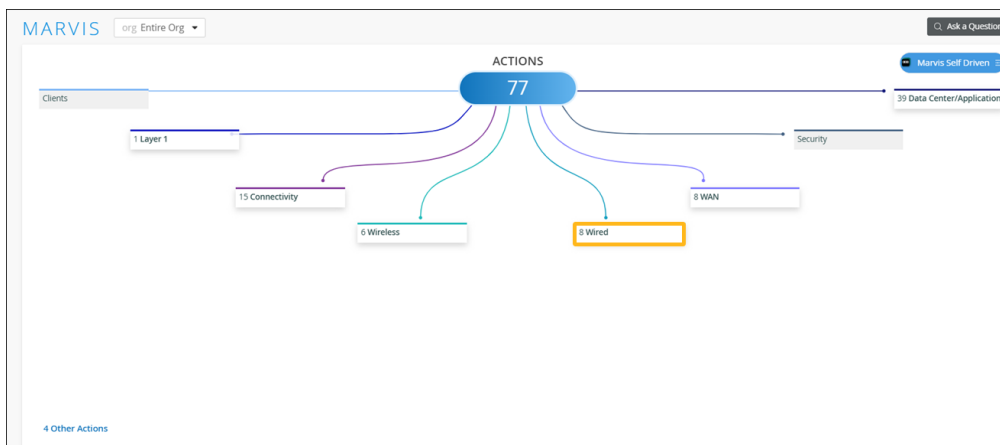 MARVIS
org Entire Org
Ask a Question
ACTIONS
77
Marvis Self Driven
Clients
39 Data Center/Application
1 Layer 1
Security
15 Connectivity
8 WAN
6 Wireless
8 Wired
4 Other Actions